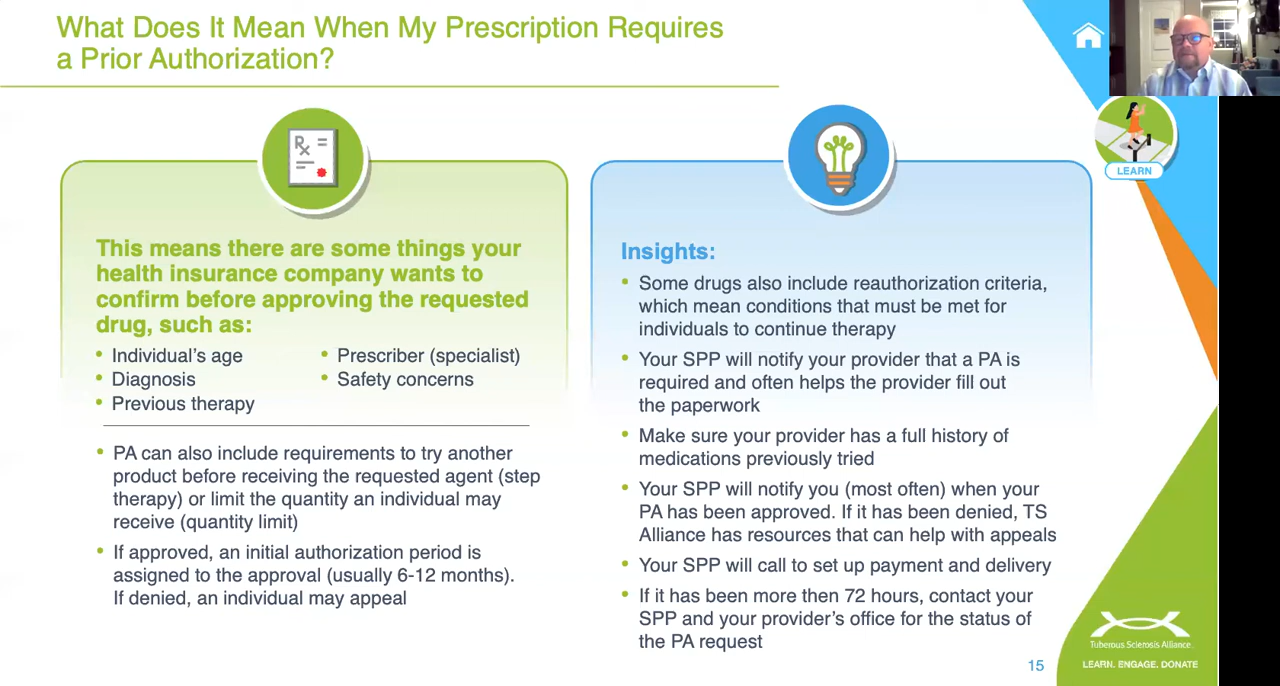 What Does It Mean When My Prescription Requires
a Prior Authorization?
Rx
LEARN
This means there are some things your
health insurance company wants to
confirm before approving the requested
drug, such as:
• Individual's age
• Diagnosis
• Previous therapy
• Prescriber (specialist)
• Safety concerns
• PA can also include requirements to try another
product before receiving the requested agent (step
therapy) or limit the quantity an individual may
receive (quantity limit)
• If approved, an initial authorization period is
assigned to the approval (usually 6-12 months).
If denied, an individual may appeal
Insights:
• Some drugs also include reauthorization criteria,
which mean conditions that must be met for
individuals to continue therapy
• Your SPP will notify your provider that a PA is
required and often helps the provider fill out
the paperwork
• Make sure your provider has a full history of
medications previously tried
• Your SPP will notify you (most often) when your
PA has been approved. If it has been denied, TS
Alliance has resources that can help with appeals
• Your SPP will call to set up payment and delivery
• If it has been more then 72 hours, contact your
SPP and your provider's office for the status of
the PA request
15
Tuberous Sclerosis Alliance
LEARN. ENGAGE. DONATE